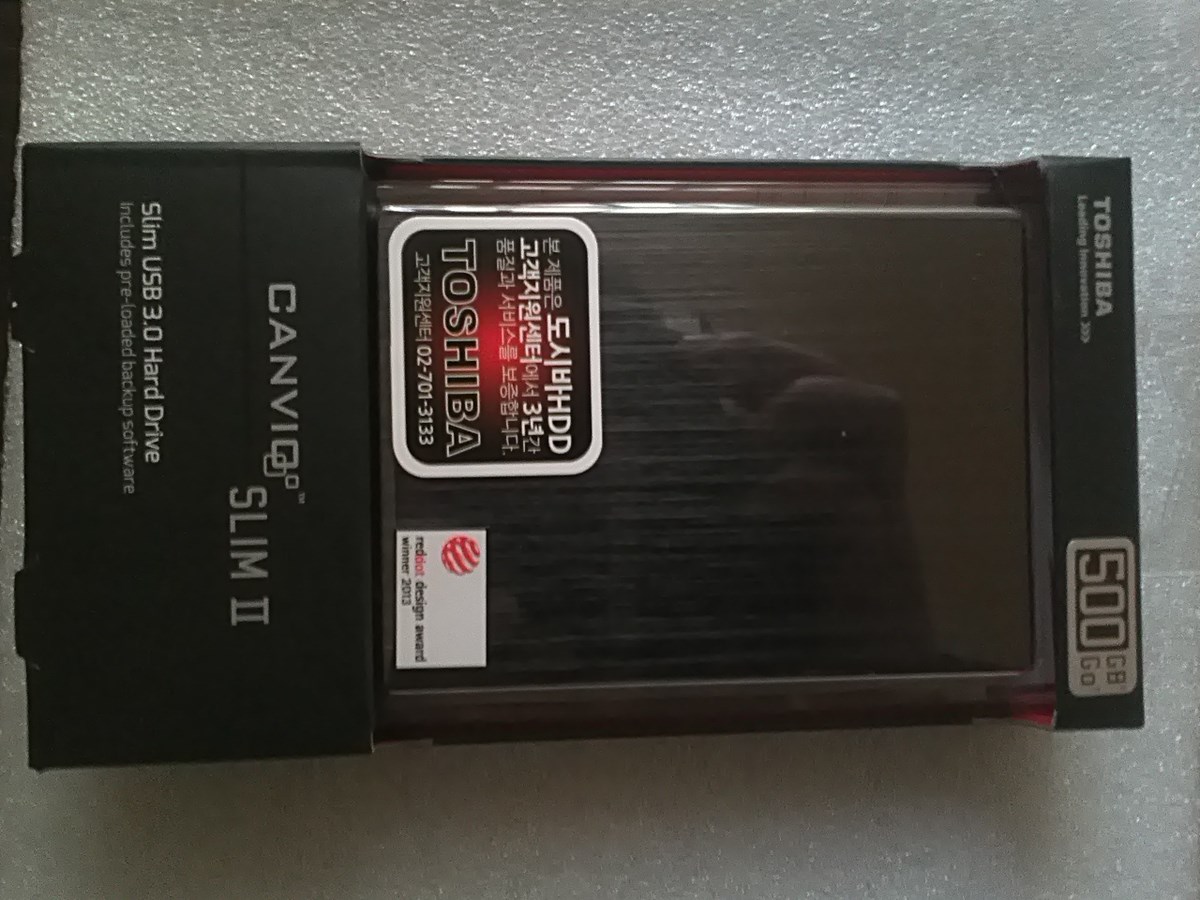 TOSHIBA
Leading Innovation >>>
500 GB
Go
본 제품은 도시바HDD
고객지원센터에서 3년간
품질과 서비스를 보증합니다.
TOSHIBA
고객지원센터 02-701-3133
reddot design award
winner 2013
CANVIO™
SLIM II
Slim USB 3.0 Hard Drive
Includes pre-loaded backup software